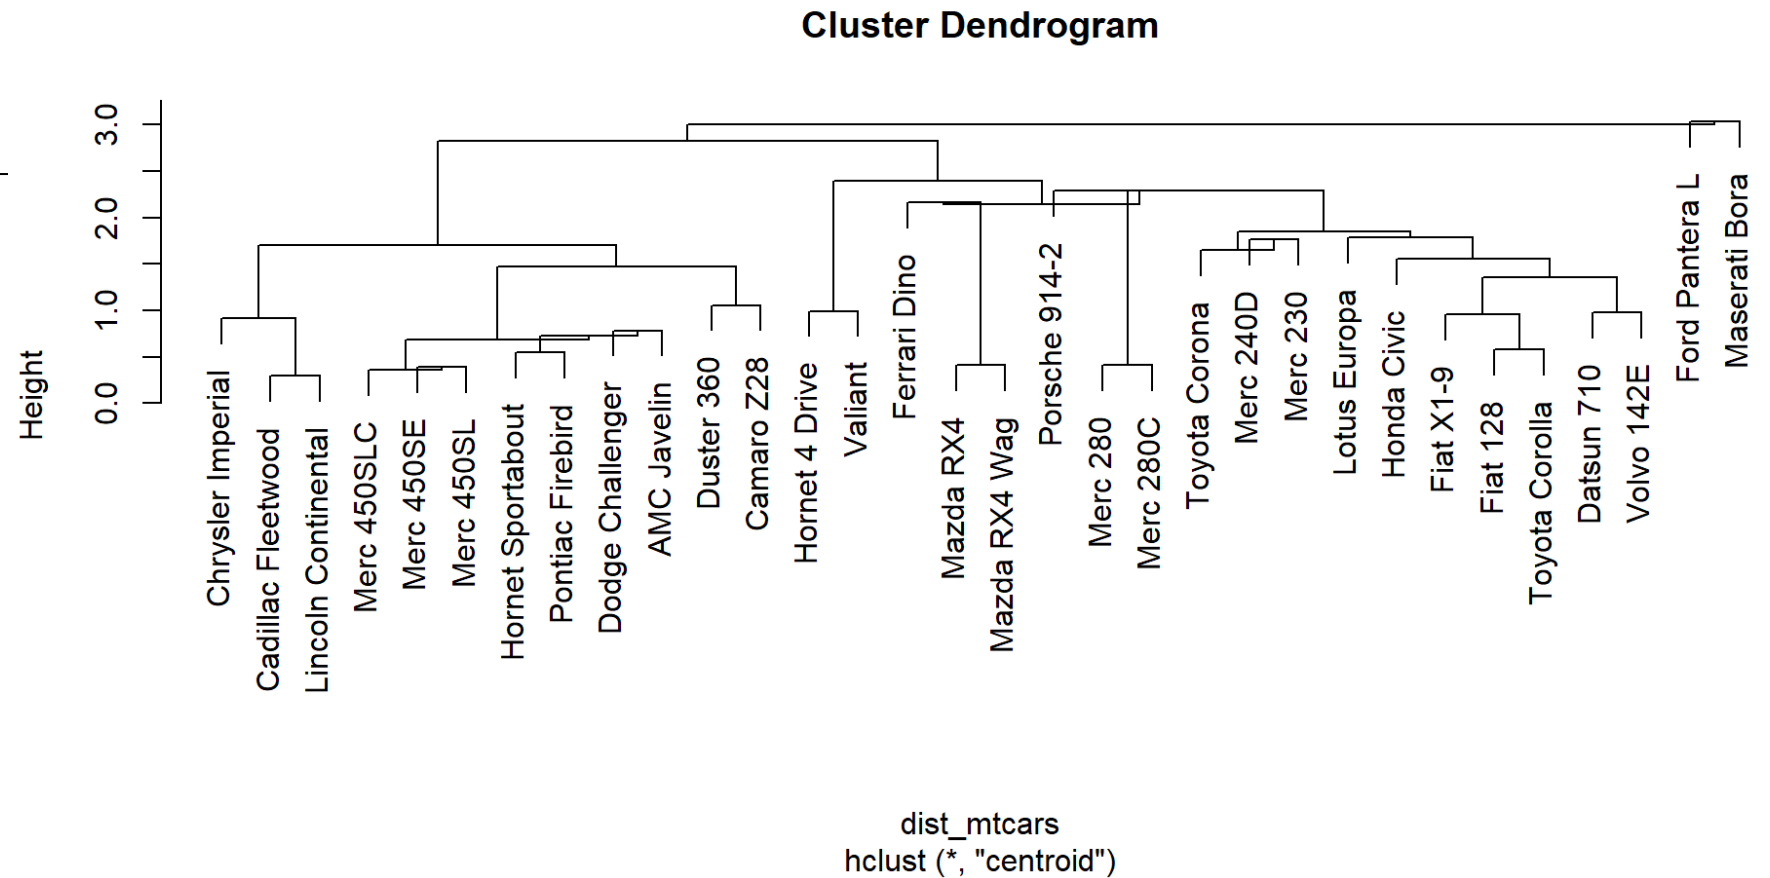 Cluster Dendrogram
Height
0.0
1.0
2.0
3.0
Chrysler Imperial
Cadillac Fleetwood
Lincoln Continental
Merc 450SLC
Merc 450SE
Merc 450SL
Hornet Sportabout
Pontiac Firebird
Dodge Challenger
AMC Javelin
Duster 360
Camaro Z28
Hornet 4 Drive
Valiant
Ferrari Dino
Mazda RX4
Mazda RX4 Wag
Porsche 914-2
Merc 280
Merc 280C
Toyota Corona
Merc 240D
Merc 230
Lotus Europa
Honda Civic
Fiat X1-9
Fiat 128
Toyota Corolla
Datsun 710
Volvo 142E
Ford Pantera L
Maserati Bora
dist_mtcars
hclust (*, "centroid")